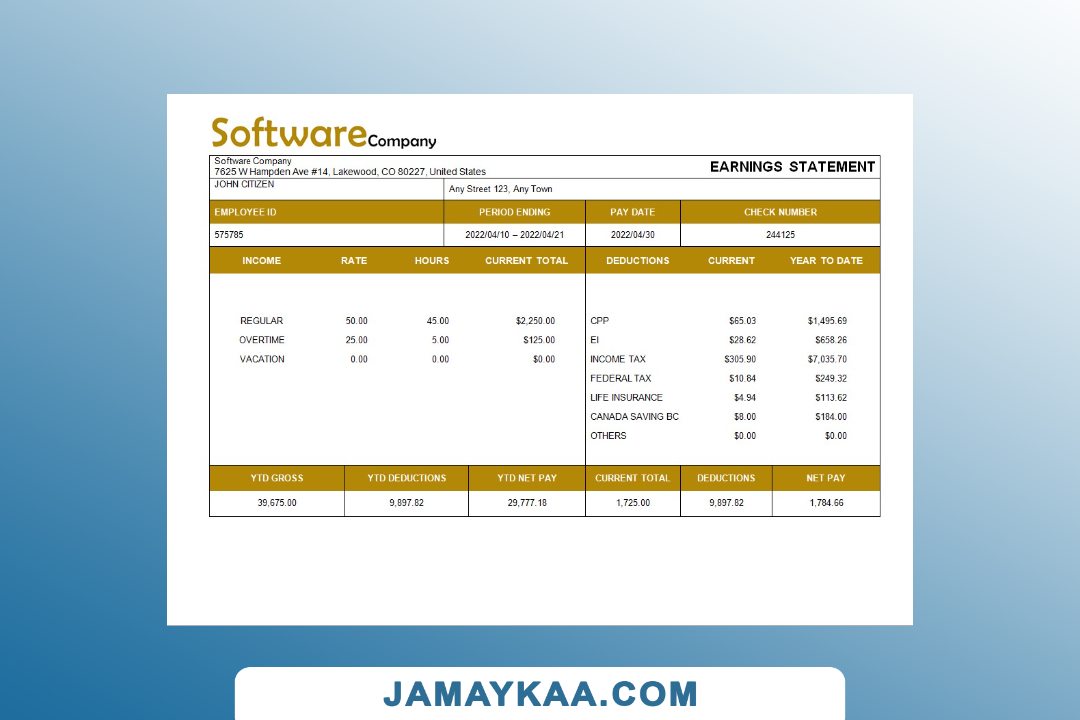 Software Company
Software Company
7625 W Hampden Ave #14, Lakewood, CO 80227, United States
EARNINGS STATEMENT
JOHN CITIZEN
Any Street 123, Any Town
EMPLOYEE ID PERIOD ENDING PAY DATE CHECK NUMBER
575785 2022/04/10 – 2022/04/21 2022/04/30 244125
INCOME RATE HOURS CURRENT TOTAL DEDUCTIONS CURRENT YEAR TO DATE
REGULAR 50.00 45.00 $2,250.00 CPP $65.03 $1,495.69
OVERTIME 25.00 5.00 $125.00 EI $28.62 $658.26
VACATION 0.00 0.00 $0.00 INCOME TAX $305.90 $7,035.70
FEDERAL TAX $10.84 $249.32
LIFE INSURANCE $4.94 $113.62
CANADA SAVING BC $8.00 $184.00
OTHERS $0.00 $0.00
YTD GROSS YTD DEDUCTIONS YTD NET PAY CURRENT TOTAL DEDUCTIONS NET PAY
39,675.00 9,897.82 29,777.18 1,725.00 9,897.82 1,784.66
JAMAYKAA.COM